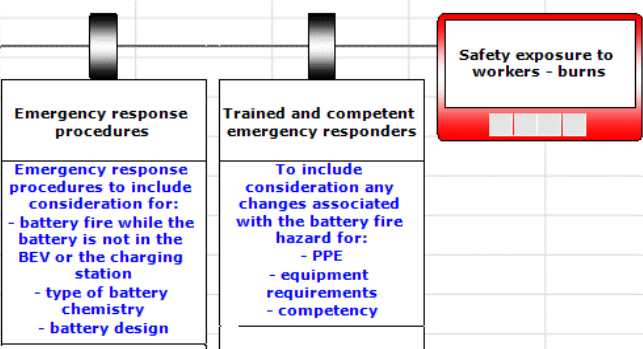 Emergency response
procedures
Emergency response
procedures to include
consideration for:
- battery fire while the
battery is not in the
BEV or the charging
station
- type of battery
chemistry
- battery design
Trained and competent
emergency responders
To include
consideration any
changes associated
with the battery fire
hazard for:
- PPE
- equipment
requirements
- competency
Safety exposure to
workers - burns